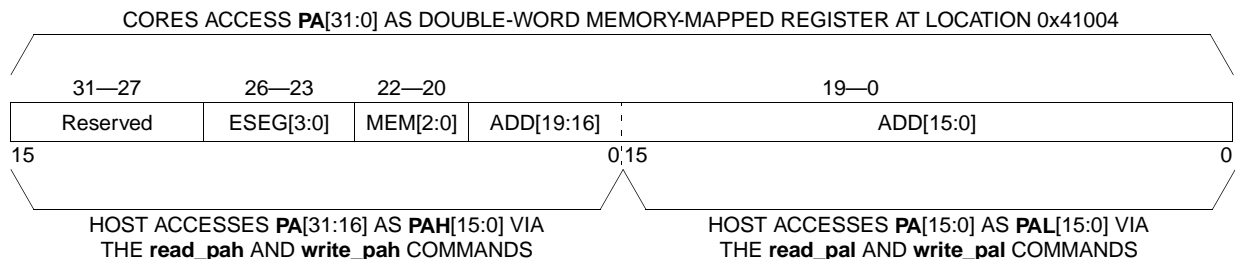 CORES ACCESS PA[31:0] AS DOUBLE-WORD MEMORY-MAPPED REGISTER AT LOCATION 0x41004
31—27 26—23 22—20 19—0
Reserved ESEG[3:0] MEM[2:0] ADD[19:16] ADD[15:0]
15 0 15 0
HOST ACCESSES PA[31:16] AS PAH[15:0] VIA HOST ACCESSES PA[15:0] AS PAL[15:0] VIA
THE read_pah AND write_pah COMMANDS THE read_pal AND write_pal COMMANDS